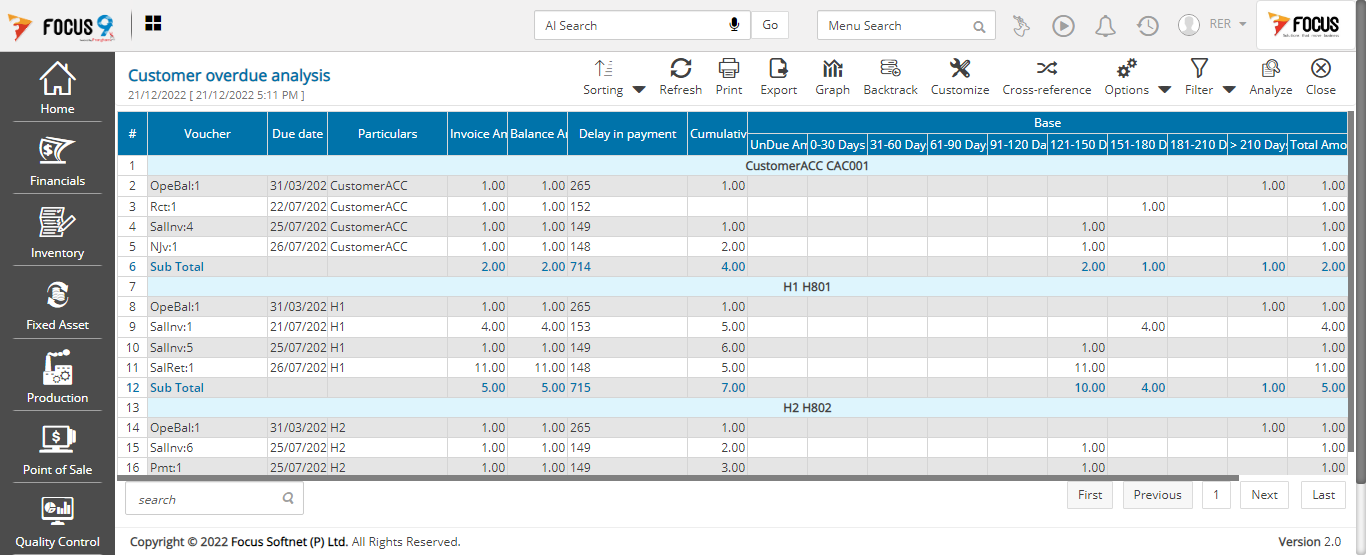 FOCUS 9 AI Search Go Menu Search RER FOCUS
Customer overdue analysis
21/12/2022 [ 21/12/2022 5:11 PM ]
Sorting Refresh Print Export Graph Backtrack Customize Cross-reference Options Filter Analyze Close
Home
Financials
Inventory
Fixed Asset
Production
Point of Sale
Quality Control
# Voucher Due date Particulars Invoice An Balance Ar Delay in payment Cumulativ Base
UnDue An 0-30 Days 31-60 Day 61-90 Day 91-120 Da 121-150 D 151-180 D 181-210 D > 210 Days Total Amo
1 CustomerACC CAC001
2 OpeBal:1 31/03/202 CustomerACC 1.00 1.00 265 1.00 1.00 1.00
3 Rct:1 22/07/202 CustomerACC 1.00 1.00 152 1.00 1.00
4 SalInv:4 25/07/202 CustomerACC 1.00 1.00 149 1.00 1.00 1.00
5 NJv:1 26/07/202 CustomerACC 1.00 1.00 148 2.00 1.00 1.00
6 Sub Total 2.00 2.00 714 4.00 2.00 1.00 1.00 2.00
7 H1 H801
8 OpeBal:1 31/03/202 H1 1.00 1.00 265 1.00 1.00 1.00
9 SalInv:1 21/07/202 H1 4.00 4.00 153 5.00 4.00 4.00
10 SalInv:5 25/07/202 H1 1.00 1.00 149 6.00 1.00 1.00
11 SalRet:1 26/07/202 H1 11.00 11.00 148 5.00 11.00 11.00
12 Sub Total 5.00 5.00 715 7.00 10.00 4.00 1.00 5.00
13 H2 H802
14 OpeBal:1 31/03/202 H2 1.00 1.00 265 1.00 1.00 1.00
15 SalInv:6 25/07/202 H2 1.00 1.00 149 2.00 1.00 1.00
16 Pmt:1 25/07/202 H2 1.00 1.00 149 3.00 1.00 1.00
search First Previous 1 Next Last
Copyright © 2022 Focus Softnet (P) Ltd. All Rights Reserved. Version 2.0